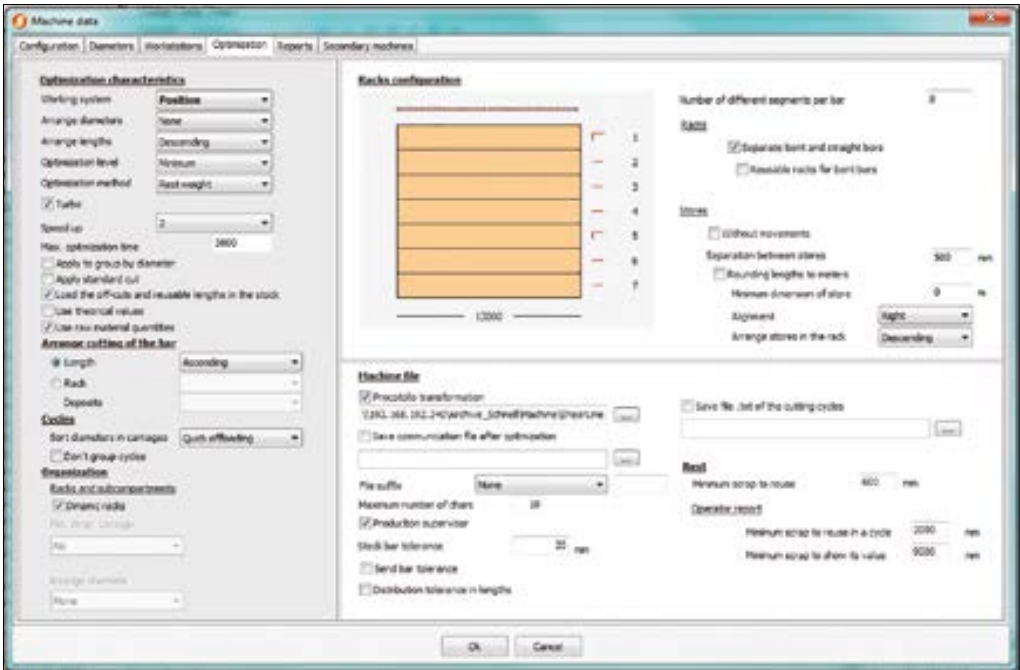 Machine data
Configuration Diameters Workstations Optimization Reports Secondary machines
Optimization characteristics
Working system Position
Arrange diameters None
Arrange lengths Descending
Optimization level Minimum
Optimization method Rest weight
Turbo
Speed up 2
Max. optimization time 3000
Apply to group by diameter
Apply standard cut
Load the off-cuts and reusable lengths in the stock
Use theorical values
Use raw material quantities
Arrange cutting of the bar
Length Ascending
Rack
Deposits
Cycles
Sort diameters in carriages Quick offloading
Don't group cycles
Organization
Racks and subcompartments
Dynamic racks
No
Arrange diameters
None
Racks configuration
1
2
3
4
5
6
7
12000
Number of different segments per bar
Racks
Separate bent and straight bars
Reusable racks for bent bars
Stores
Without movements
Separation between stores 500 mm
Rounding lengths to meters
Minimum dimension of store 0 m
Alignment Right
Arrange stores in the rack Descending
Machine file
Procotolo transformation
...
Save communication file after optimization
...
File suffix None
Maximum number of chars
Production supervisor
Stock bar tolerance mm
Send bar tolerance
Distribution tolerance in lengths
Save file .txt of the cutting cycles
...
Rest
Minimum scrap to reuse 600 mm
Operator report
Minimum scrap to reuse in a cycle 2000 mm
Minimum scrap to show its value mm
Ok Cancel